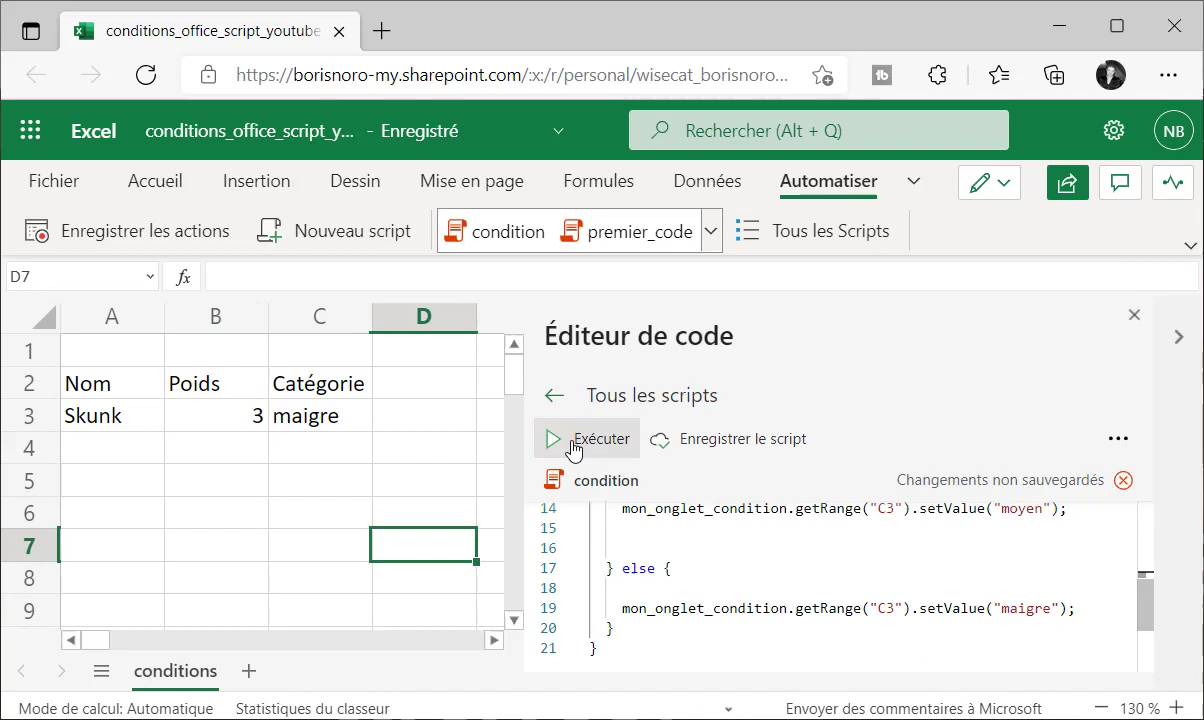 conditions_office_script_youtube
https://borisnoro-my.sharepoint.com/:x:/r/personal/wisecat_borisnoro...
Excel conditions_office_script_y... - Enregistré Rechercher (Alt + Q) NB
Fichier Accueil Insertion Dessin Mise en page Formules Données Automatiser
Enregistrer les actions Nouveau script condition premier_code Tous les Scripts
D7 fx
A B C D
1
2 Nom Poids Catégorie
3 Skunk 3 maigre
4
5
6
7
8
9
Éditeur de code
Tous les scripts
Exécuter Enregistrer le script
condition Changements non sauvegardés
14 mon_onglet_condition.getRange("C3").setValue("moyen");
15
16
17 } else {
18
19 mon_onglet_condition.getRange("C3").setValue("maigre");
20 }
21 }
conditions
Mode de calcul: Automatique Statistiques du classeur Envoyer des commentaires à Microsoft 130 %